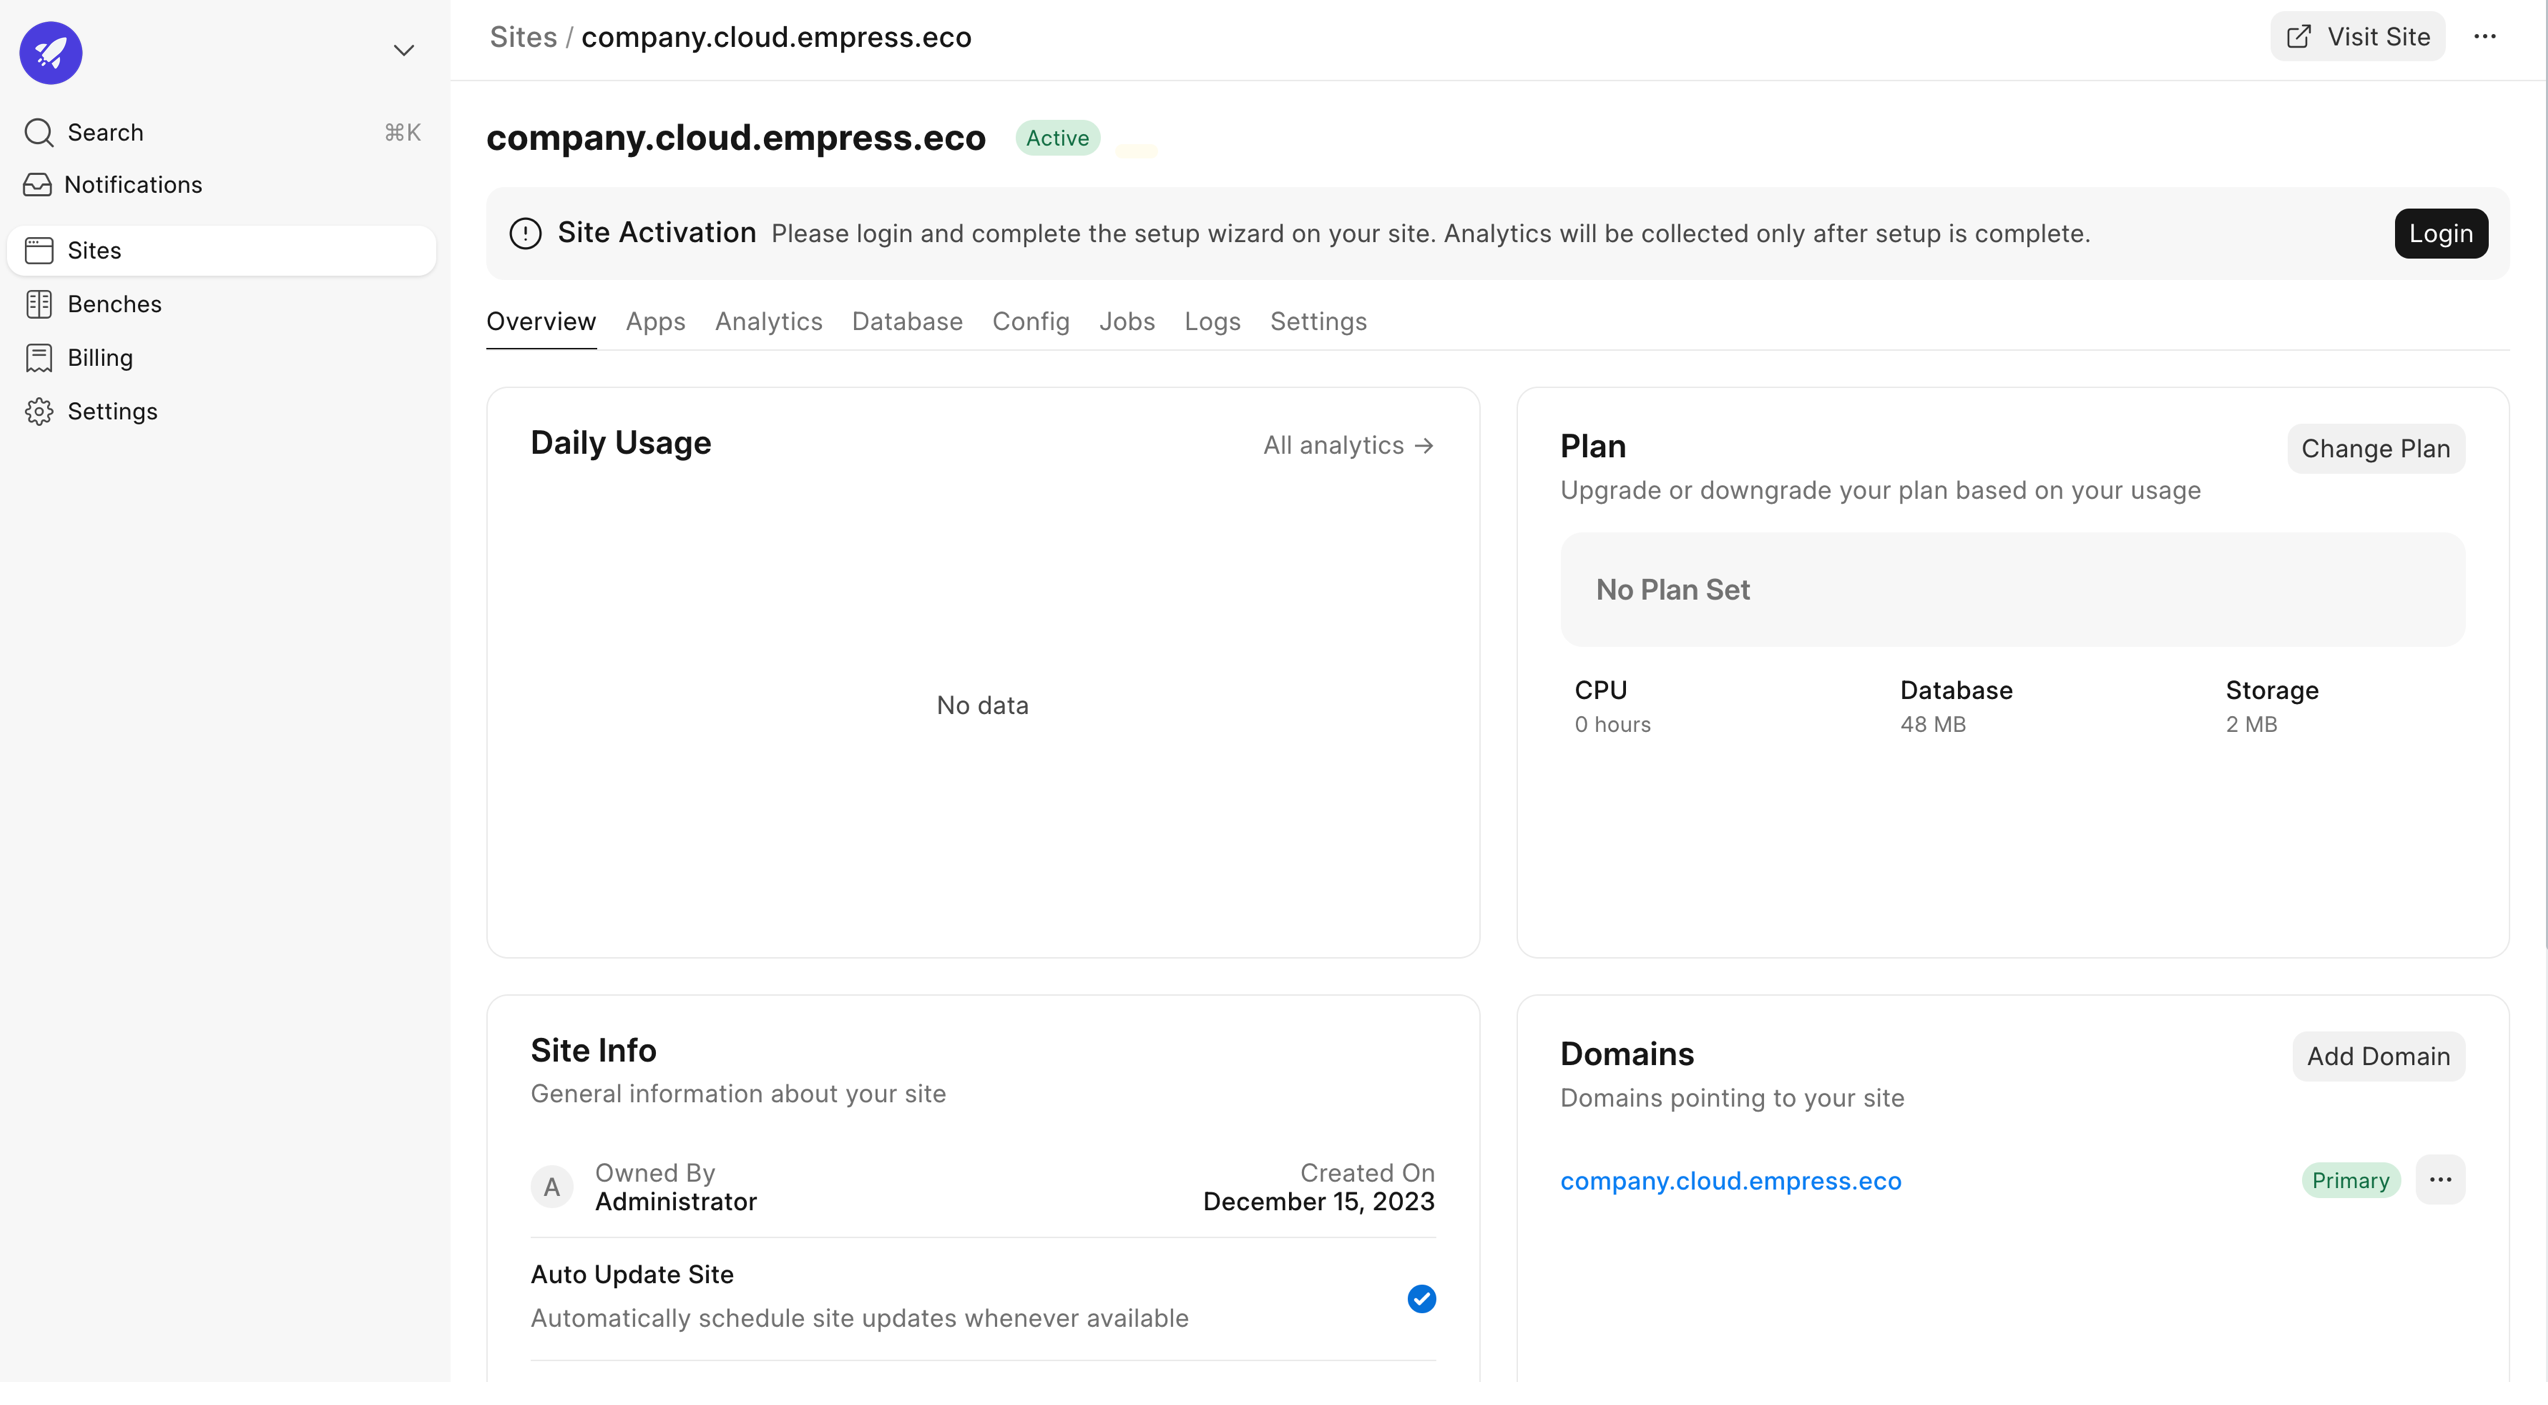 Search ⌘K
Notifications
Sites
Benches
Billing
Settings
Sites / company.cloud.empress.eco
Visit Site
company.cloud.empress.eco Active
Site Activation Please login and complete the setup wizard on your site. Analytics will be collected only after setup is complete. Login
Overview Apps Analytics Database Config Jobs Logs Settings
Daily Usage All analytics →
No data
Plan Change Plan
Upgrade or downgrade your plan based on your usage
No Plan Set
CPU Database Storage
0 hours 48 MB 2 MB
Site Info
General information about your site
A
Owned By Created On
Administrator December 15, 2023
Auto Update Site
Automatically schedule site updates whenever available
Domains Add Domain
Domains pointing to your site
company.cloud.empress.eco Primary